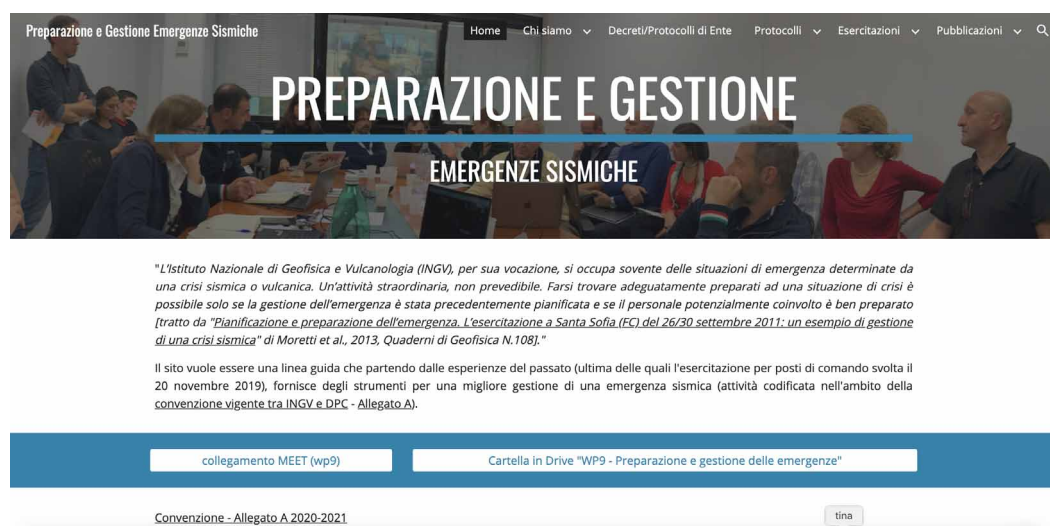 Preparazione e Gestione Emergenze Sismiche
Home Chi siamo Decreti/Protocolli di Ente Protocolli Esercitazioni Pubblicazioni
PREPARAZIONE E GESTIONE
EMERGENZE SISMICHE
"L'Istituto Nazionale di Geofisica e Vulcanologia (INGV), per sua vocazione, si occupa sovente delle situazioni di emergenza determinate da
una crisi sismica o vulcanica. Un'attività straordinaria, non prevedibile. Farsi trovare adeguatamente preparati ad una situazione di crisi è
possibile solo se la gestione dell'emergenza è stata precedentemente pianificata e se il personale potenzialmente coinvolto è ben preparato
[tratto da "Pianificazione e preparazione dell'emergenza. L'esercitazione a Santa Sofia (FC) del 26/30 settembre 2011: un esempio di gestione
di una crisi sismica" di Moretti et al., 2013, Quaderni di Geofisica N.108]."
Il sito vuole essere una linea guida che partendo dalle esperienze del passato (ultima delle quali l'esercitazione per posti di comando svolta il
20 novembre 2019), fornisce degli strumenti per una migliore gestione di una emergenza sismica (attività codificata nell'ambito della
convenzione vigente tra INGV e DPC - Allegato A).
collegamento MEET (wp9) Cartella in Drive "WP9 - Preparazione e gestione delle emergenze"
Convenzione - Allegato A 2020-2021 tina